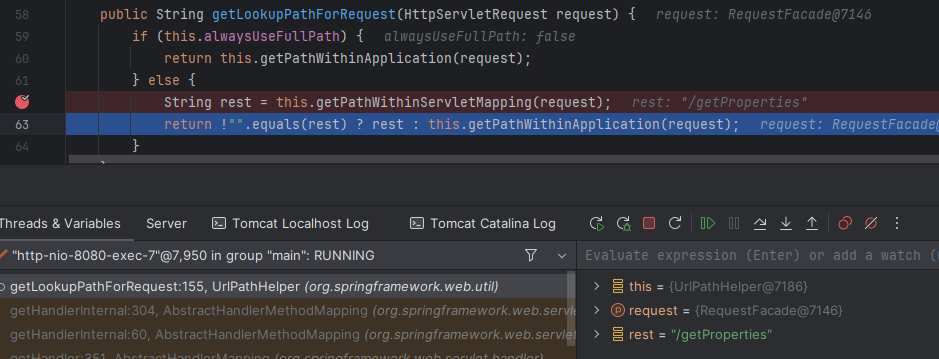 58 public String getLookupPathForRequest(HttpServletRequest request) { request: RequestFacade@7146
59 if (this.alwaysUseFullPath) { alwaysUseFullPath: false
60 return this.getPathWithinApplication(request);
61 } else {
String rest = this.getPathWithinServletMapping(request); rest: "/getProperties"
63 return !"".equals(rest) ? rest : this.getPathWithinApplication(request); request: RequestFacade@
64 }
Threads & Variables Server Tomcat Localhost Log Tomcat Catalina Log
"http-nio-8080-exec-7"@7,950 in group "main": RUNNING
Evaluate expression (Enter) or add a watch (
getLookupPathForRequest:155, UrlPathHelper (org.springframework.web.util)
getHandlerInternal:304, AbstractHandlerMethodMapping (org.springframework.web.servle
getHandlerInternal:60, AbstractHandlerMethodMapping (org.springframework.web.servle
getHandler:351, AbstractHandlerMapping (org.springframework.web.servlet.handler)
this = {UrlPathHelper@7186}
request = {RequestFacade@7146}
rest = "/getProperties"